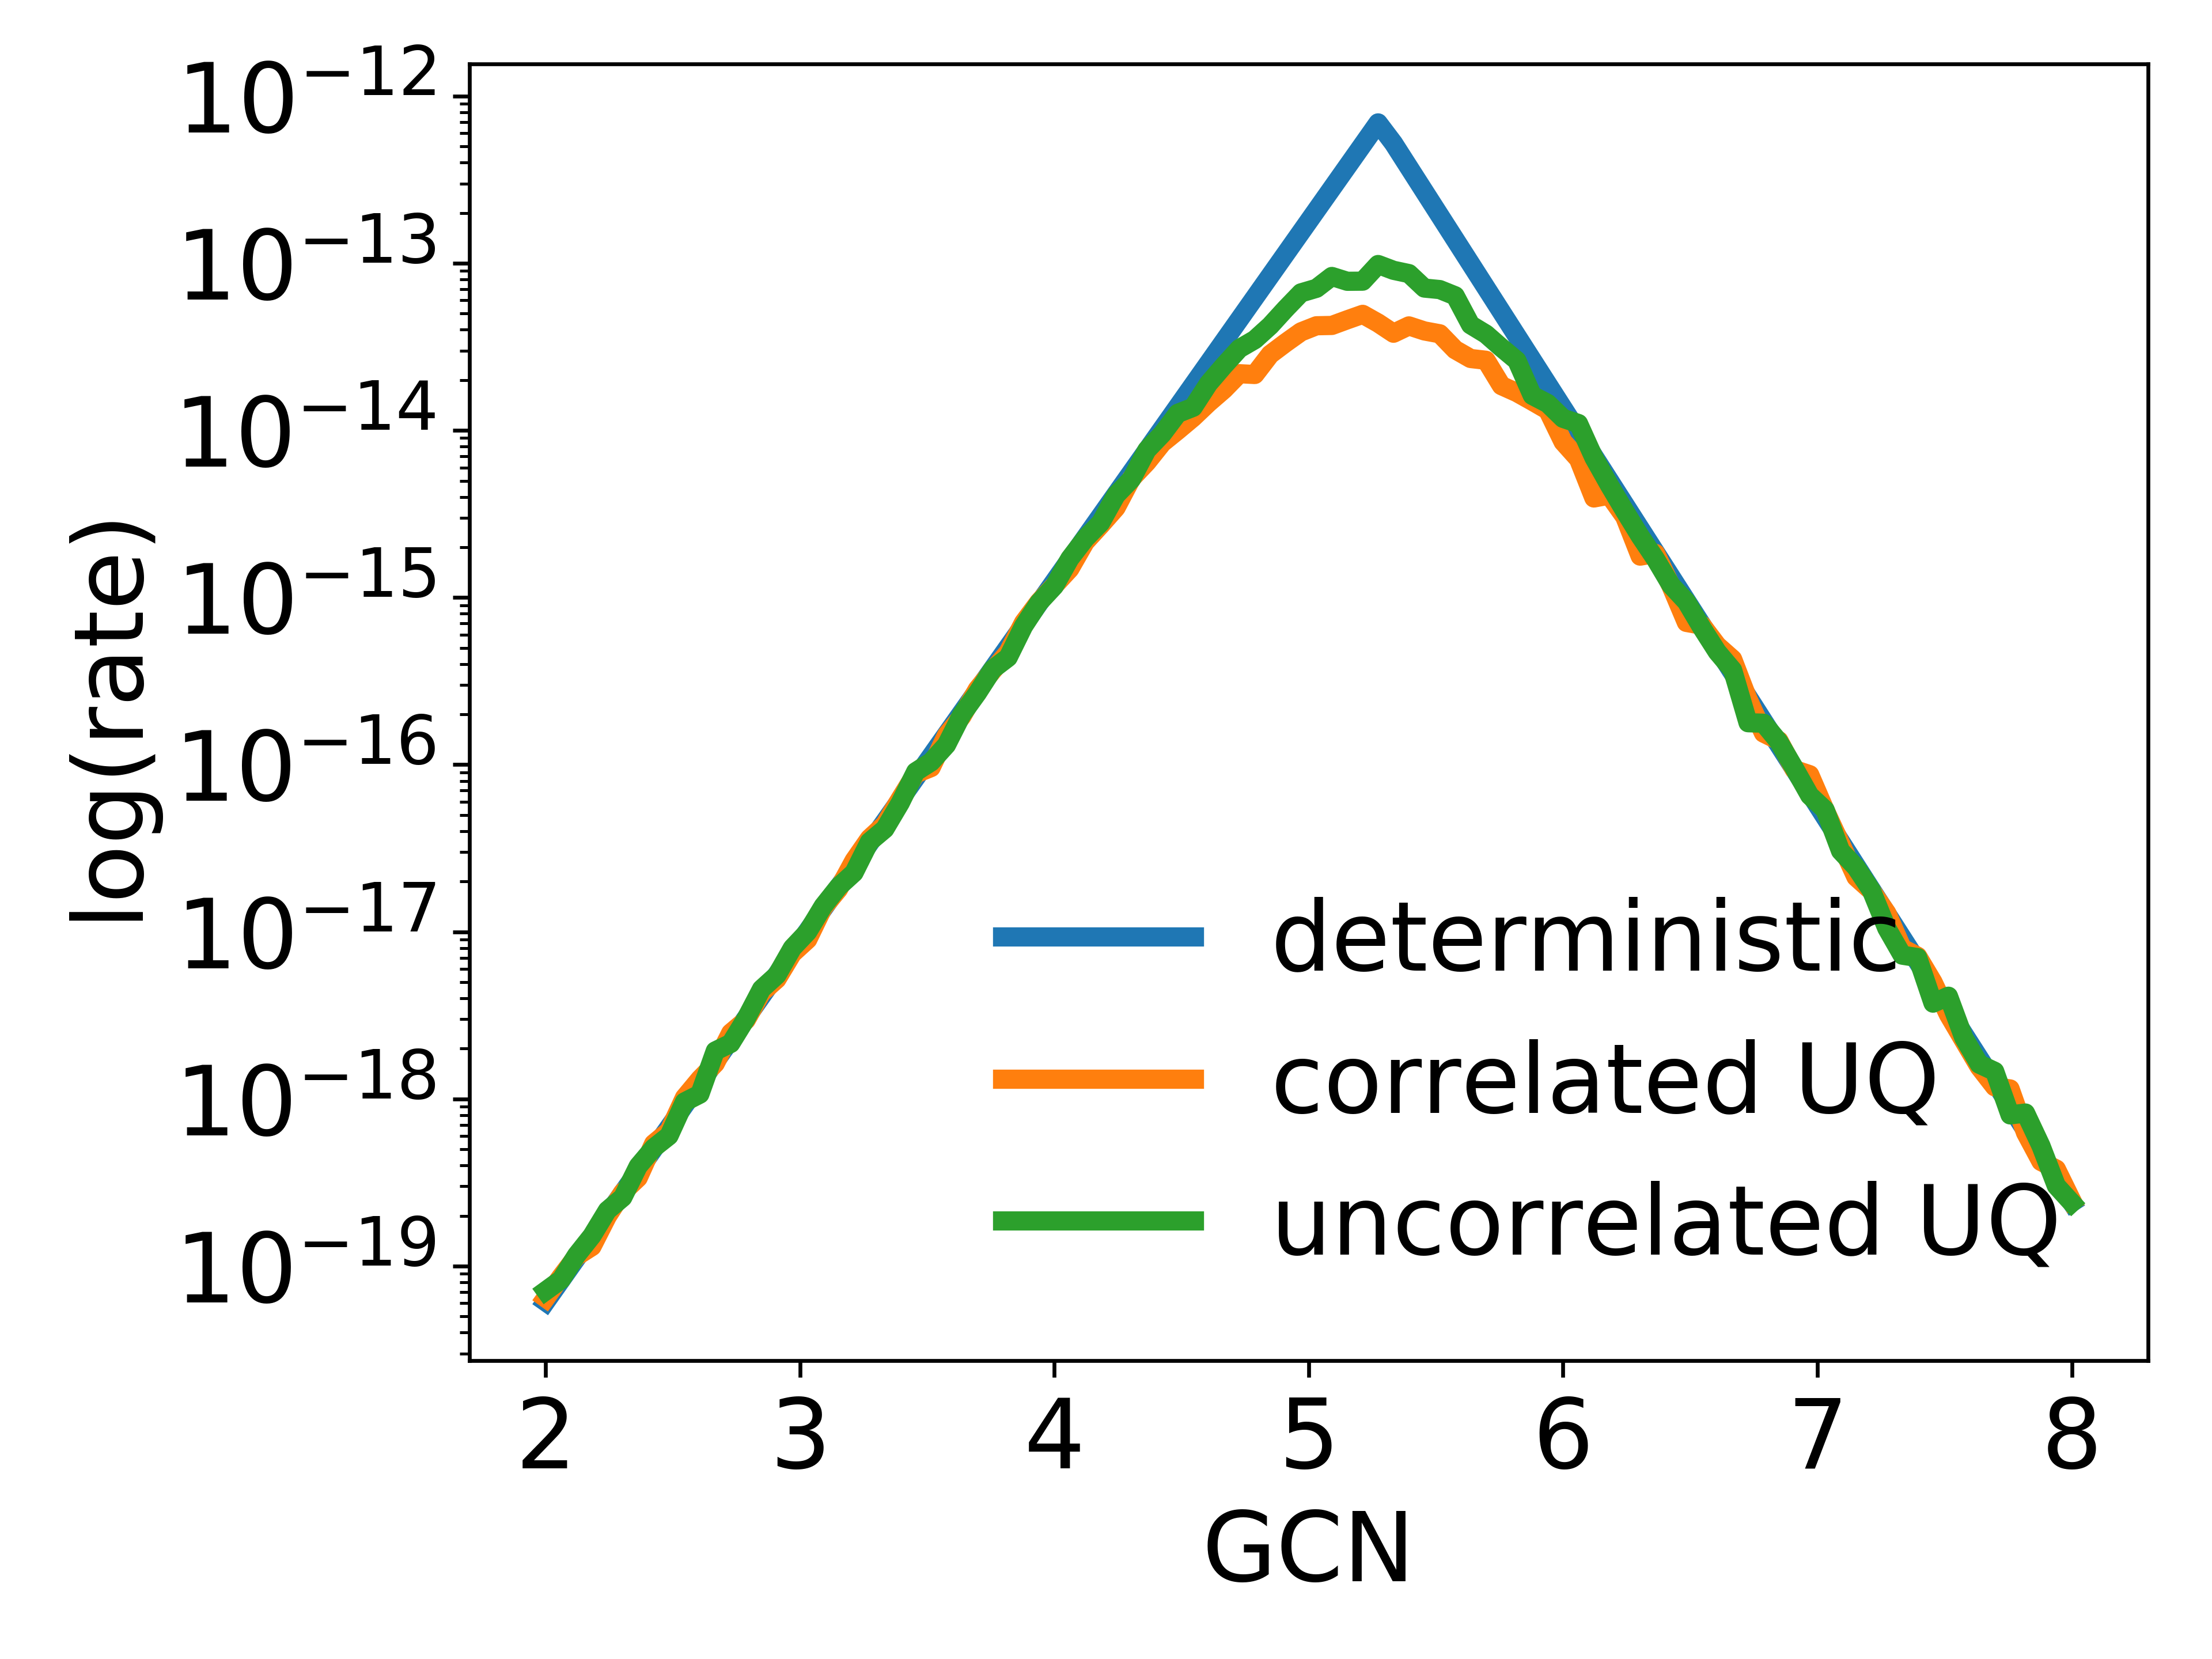 10⁻¹²
10⁻¹³
10⁻¹⁴
10⁻¹⁵
10⁻¹⁶
10⁻¹⁷
10⁻¹⁸
10⁻¹⁹
log(rate)
deterministic
correlated UQ
uncorrelated UQ
2 3 4 5 6 7 8
GCN